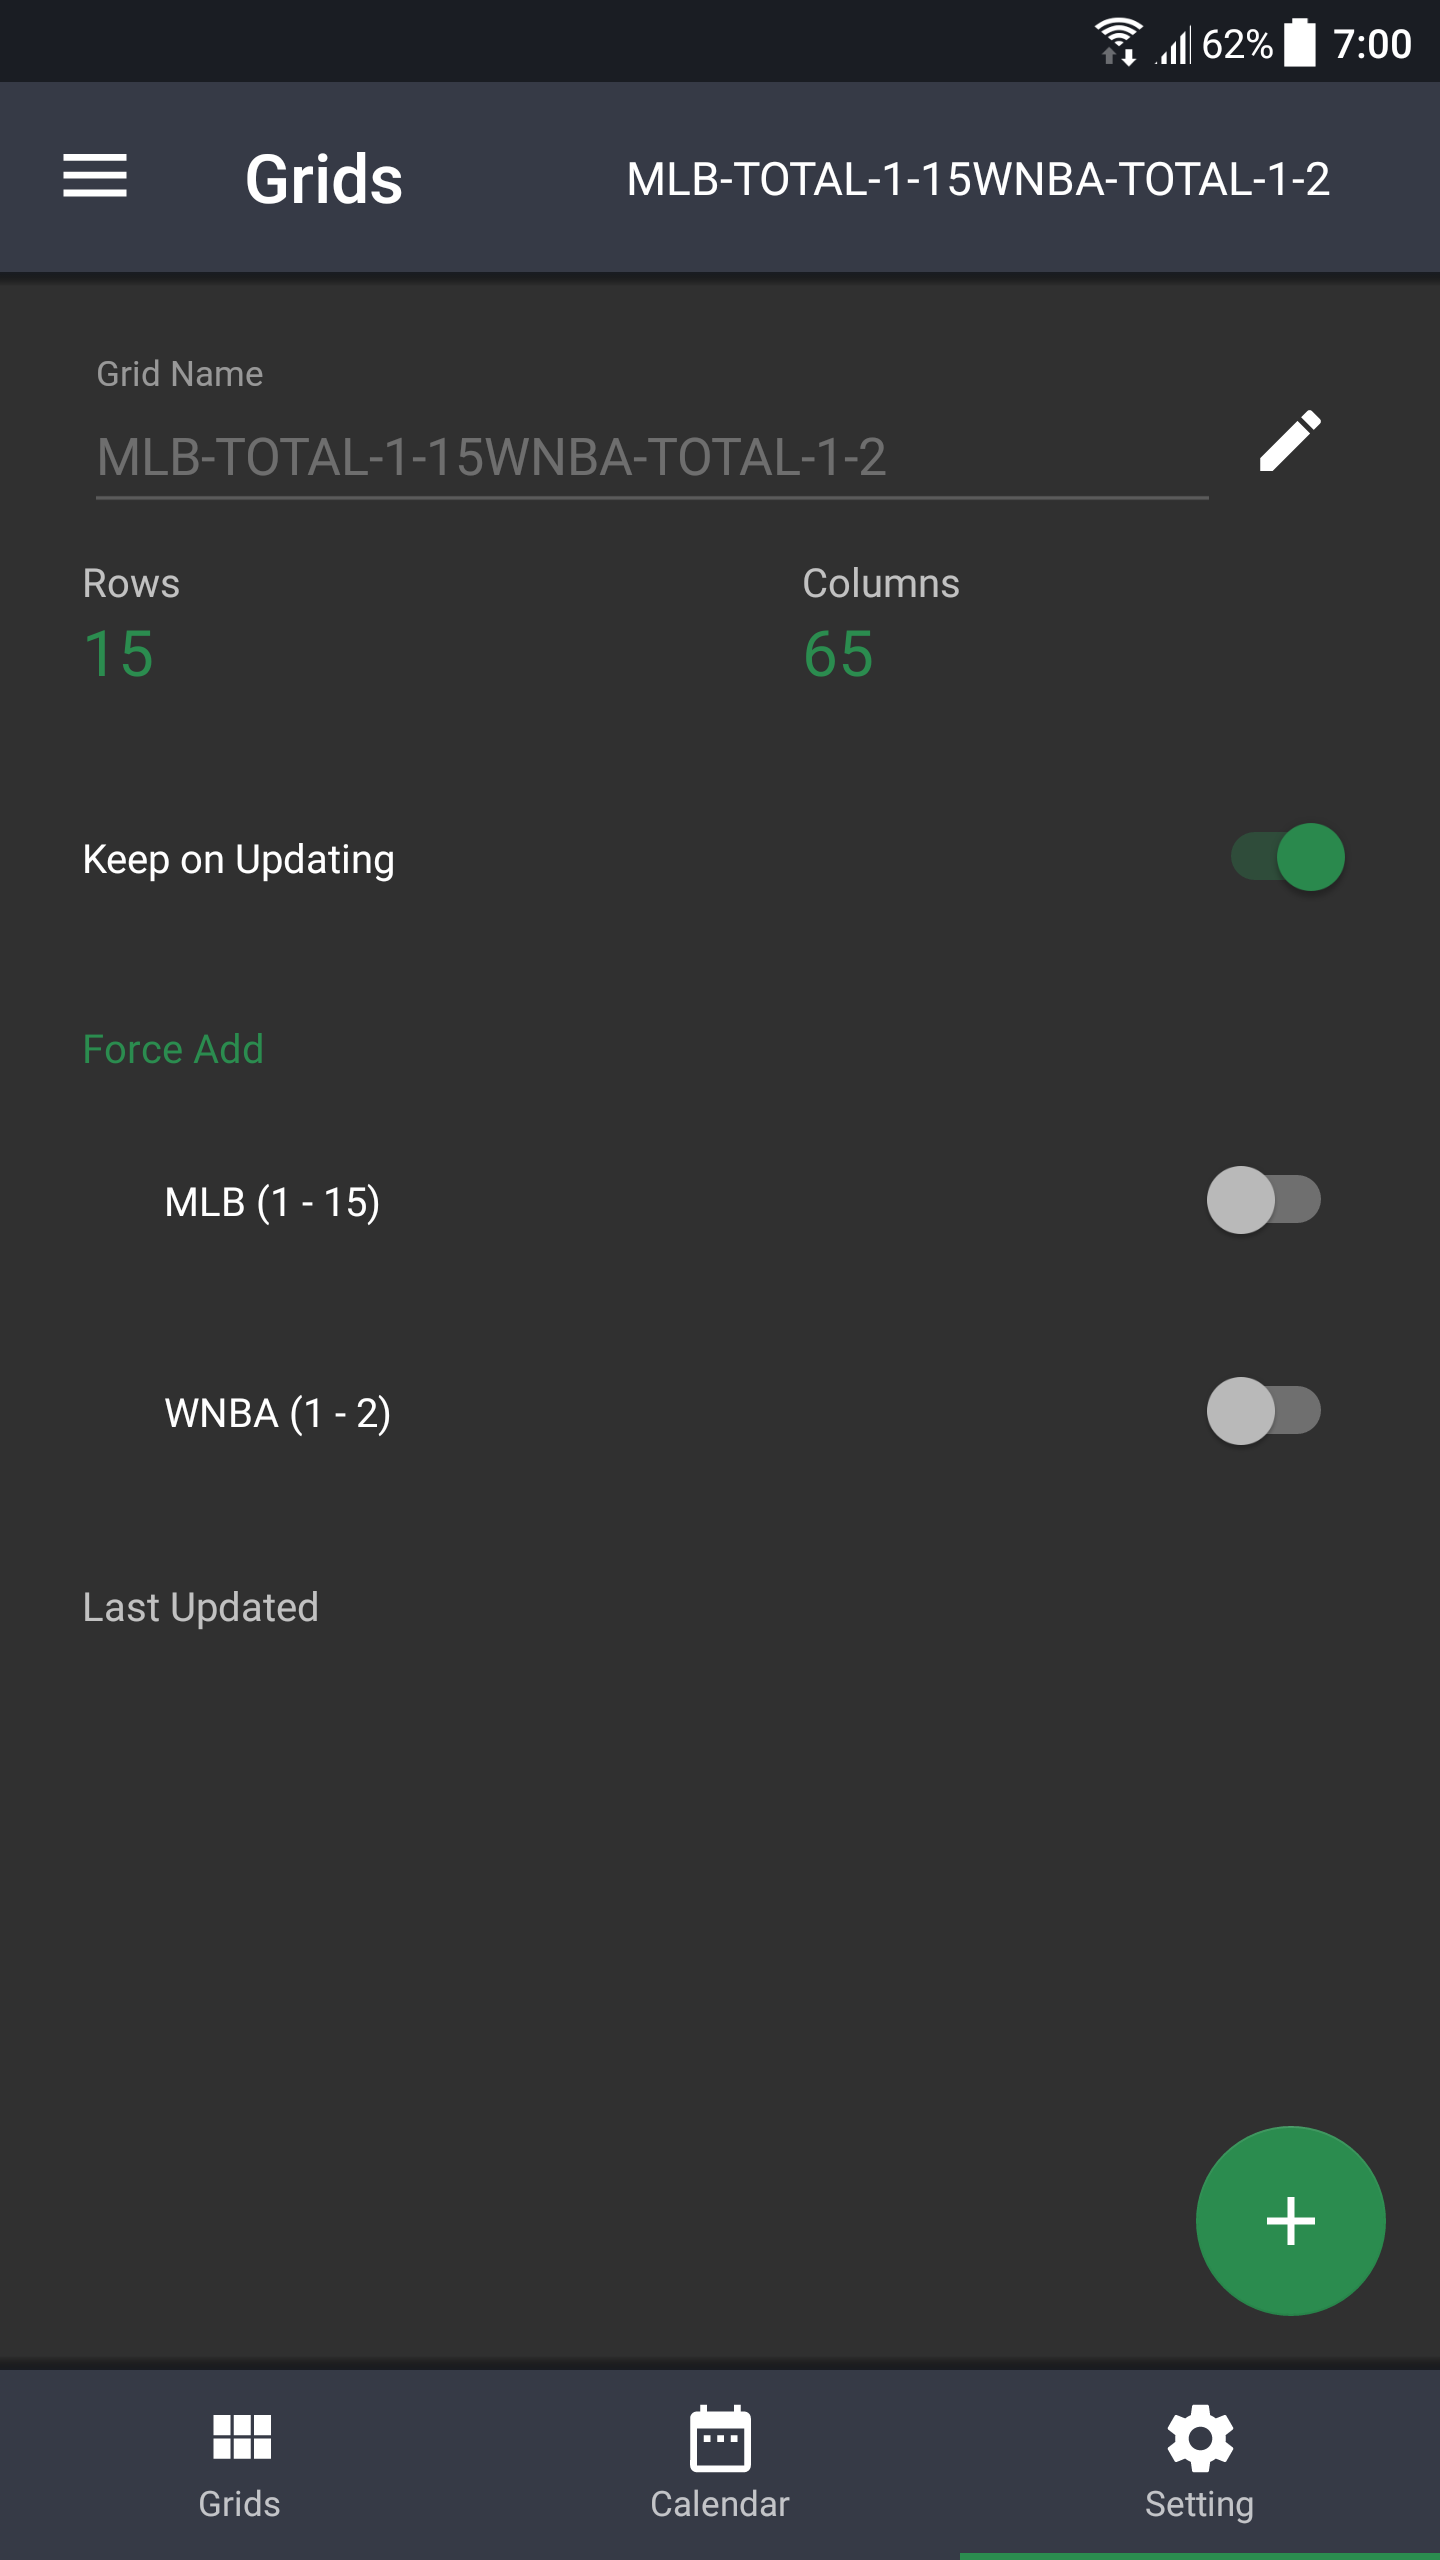 62% 7:00
Grids MLB-TOTAL-1-15WNBA-TOTAL-1-2
Grid Name
MLB-TOTAL-1-15WNBA-TOTAL-1-2
Rows Columns
15 65
Keep on Updating
Force Add
MLB (1 - 15)
WNBA (1 - 2)
Last Updated
Grids Calendar Setting